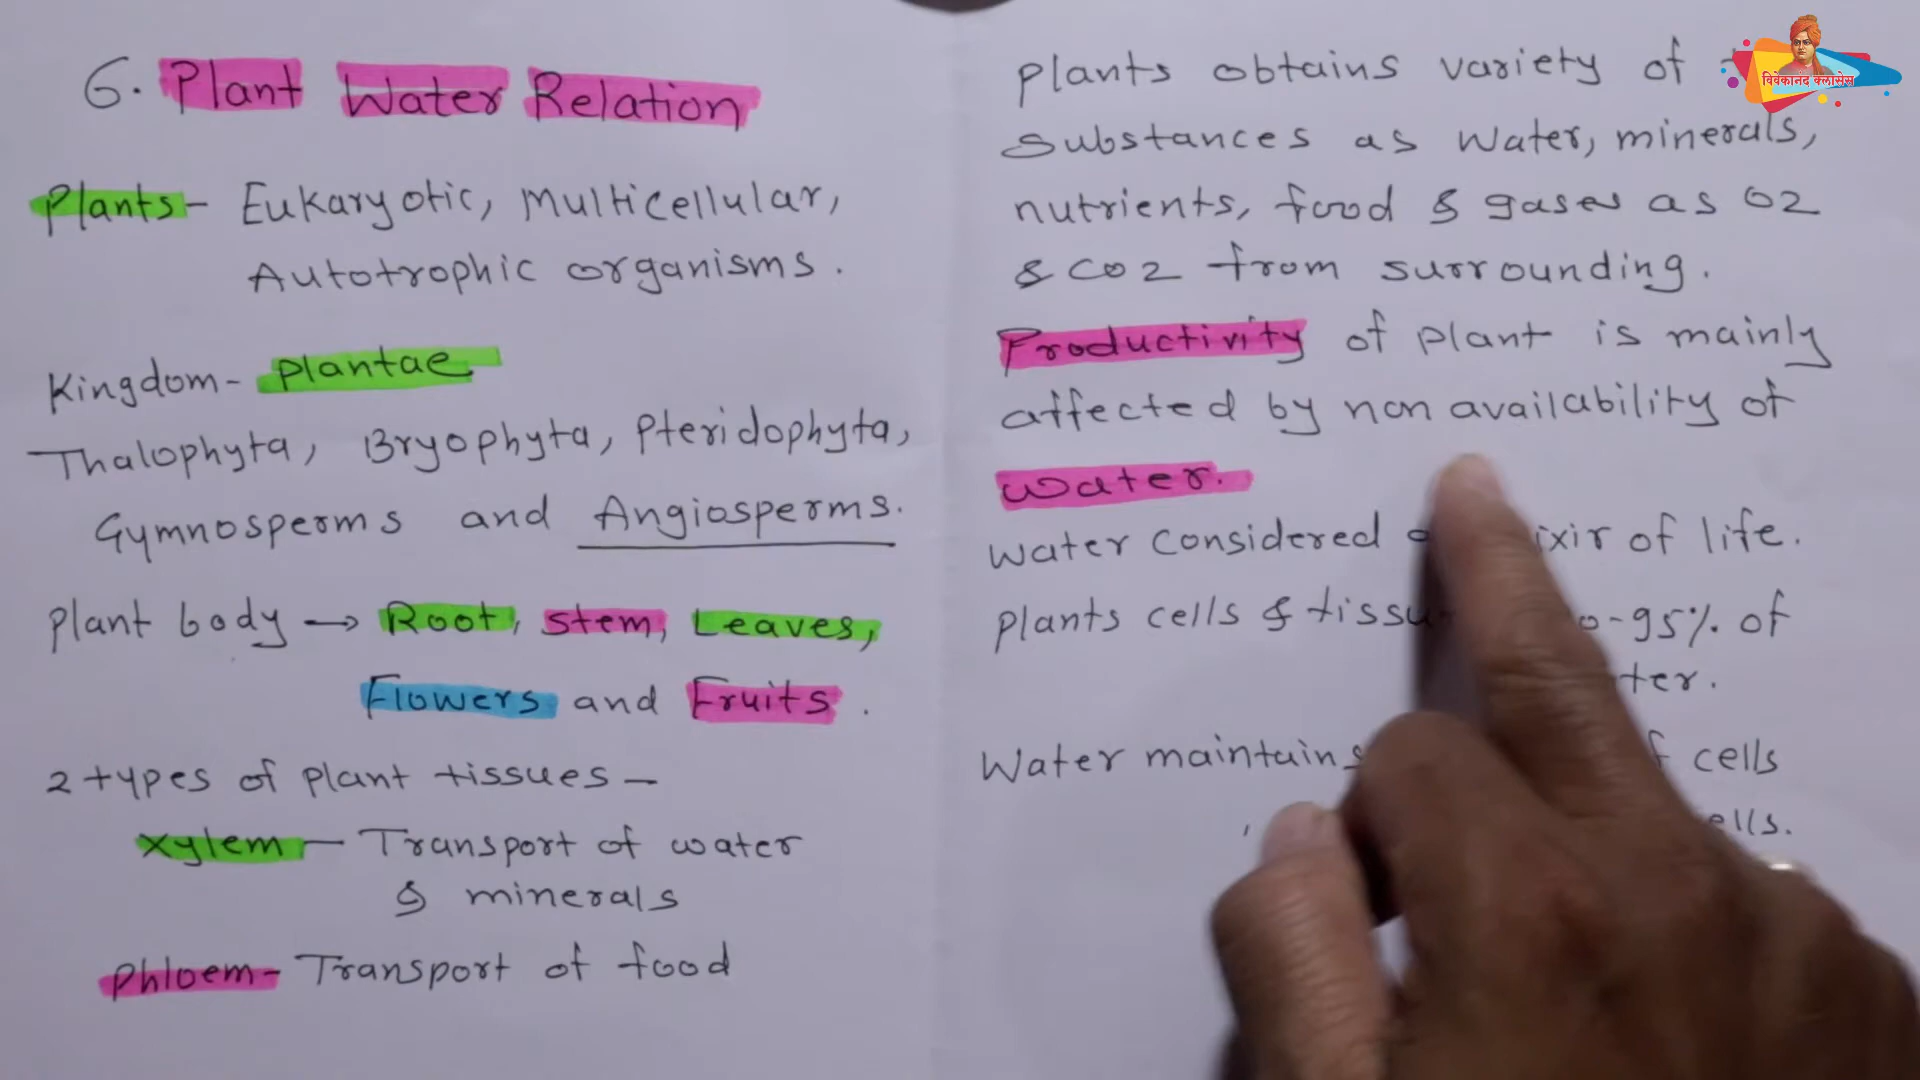 6. Plant Water Relation
Plants- Eukaryotic, Multicellular,
Autotrophic organisms.
Kingdom- Plantae
Thalophyta, Bryophyta, Pteridophyta,
Gymnosperms and Angiosperms.
Plant body → Root, Stem, Leaves,
Flowers and Fruits.
2 types of plant tissues -
Xylem - Transport of water
& minerals
Phloem - Transport of food
Plants obtains variety of
substances as Water, minerals,
nutrients, food & gases as O2
& CO2 from surrounding.
Productivity of plant is mainly
affected by non availability of
Water.
Water considered of life.
Plants cells & -95% of
Water maintains cells
विवेकानंद क्लासेस